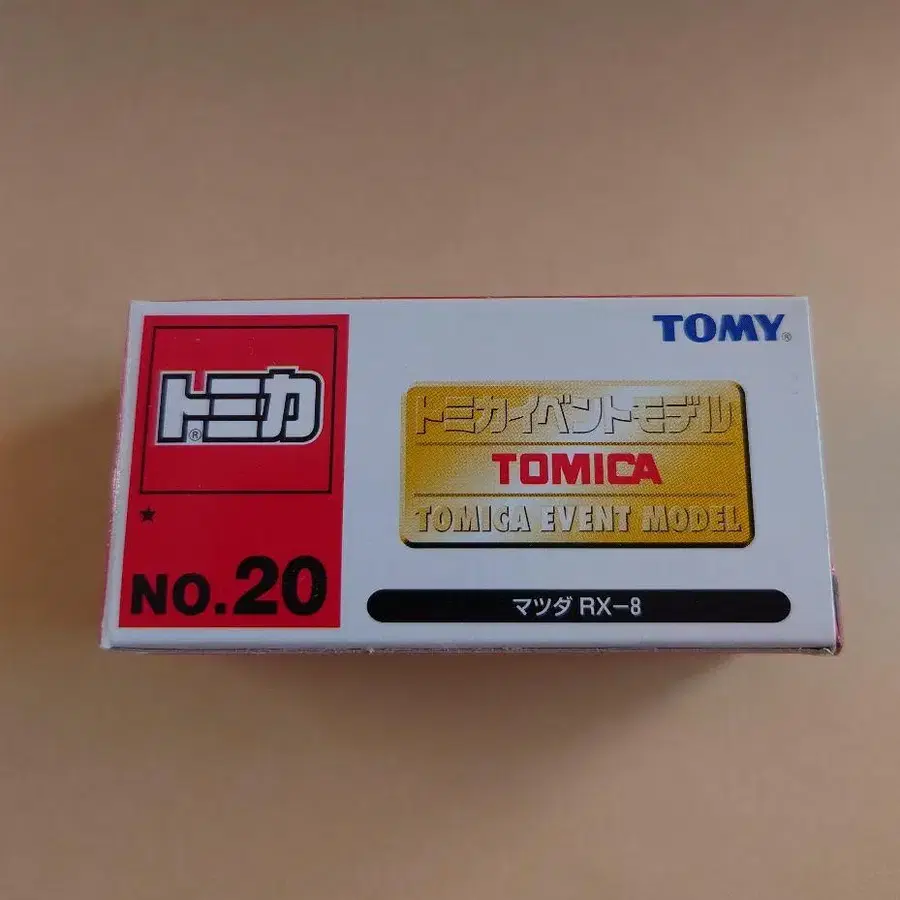 トミカ®
★
NO.20
TOMY®
トミカイベントモデル
TOMICA
TOMICA EVENT MODEL
マツダ RX-8